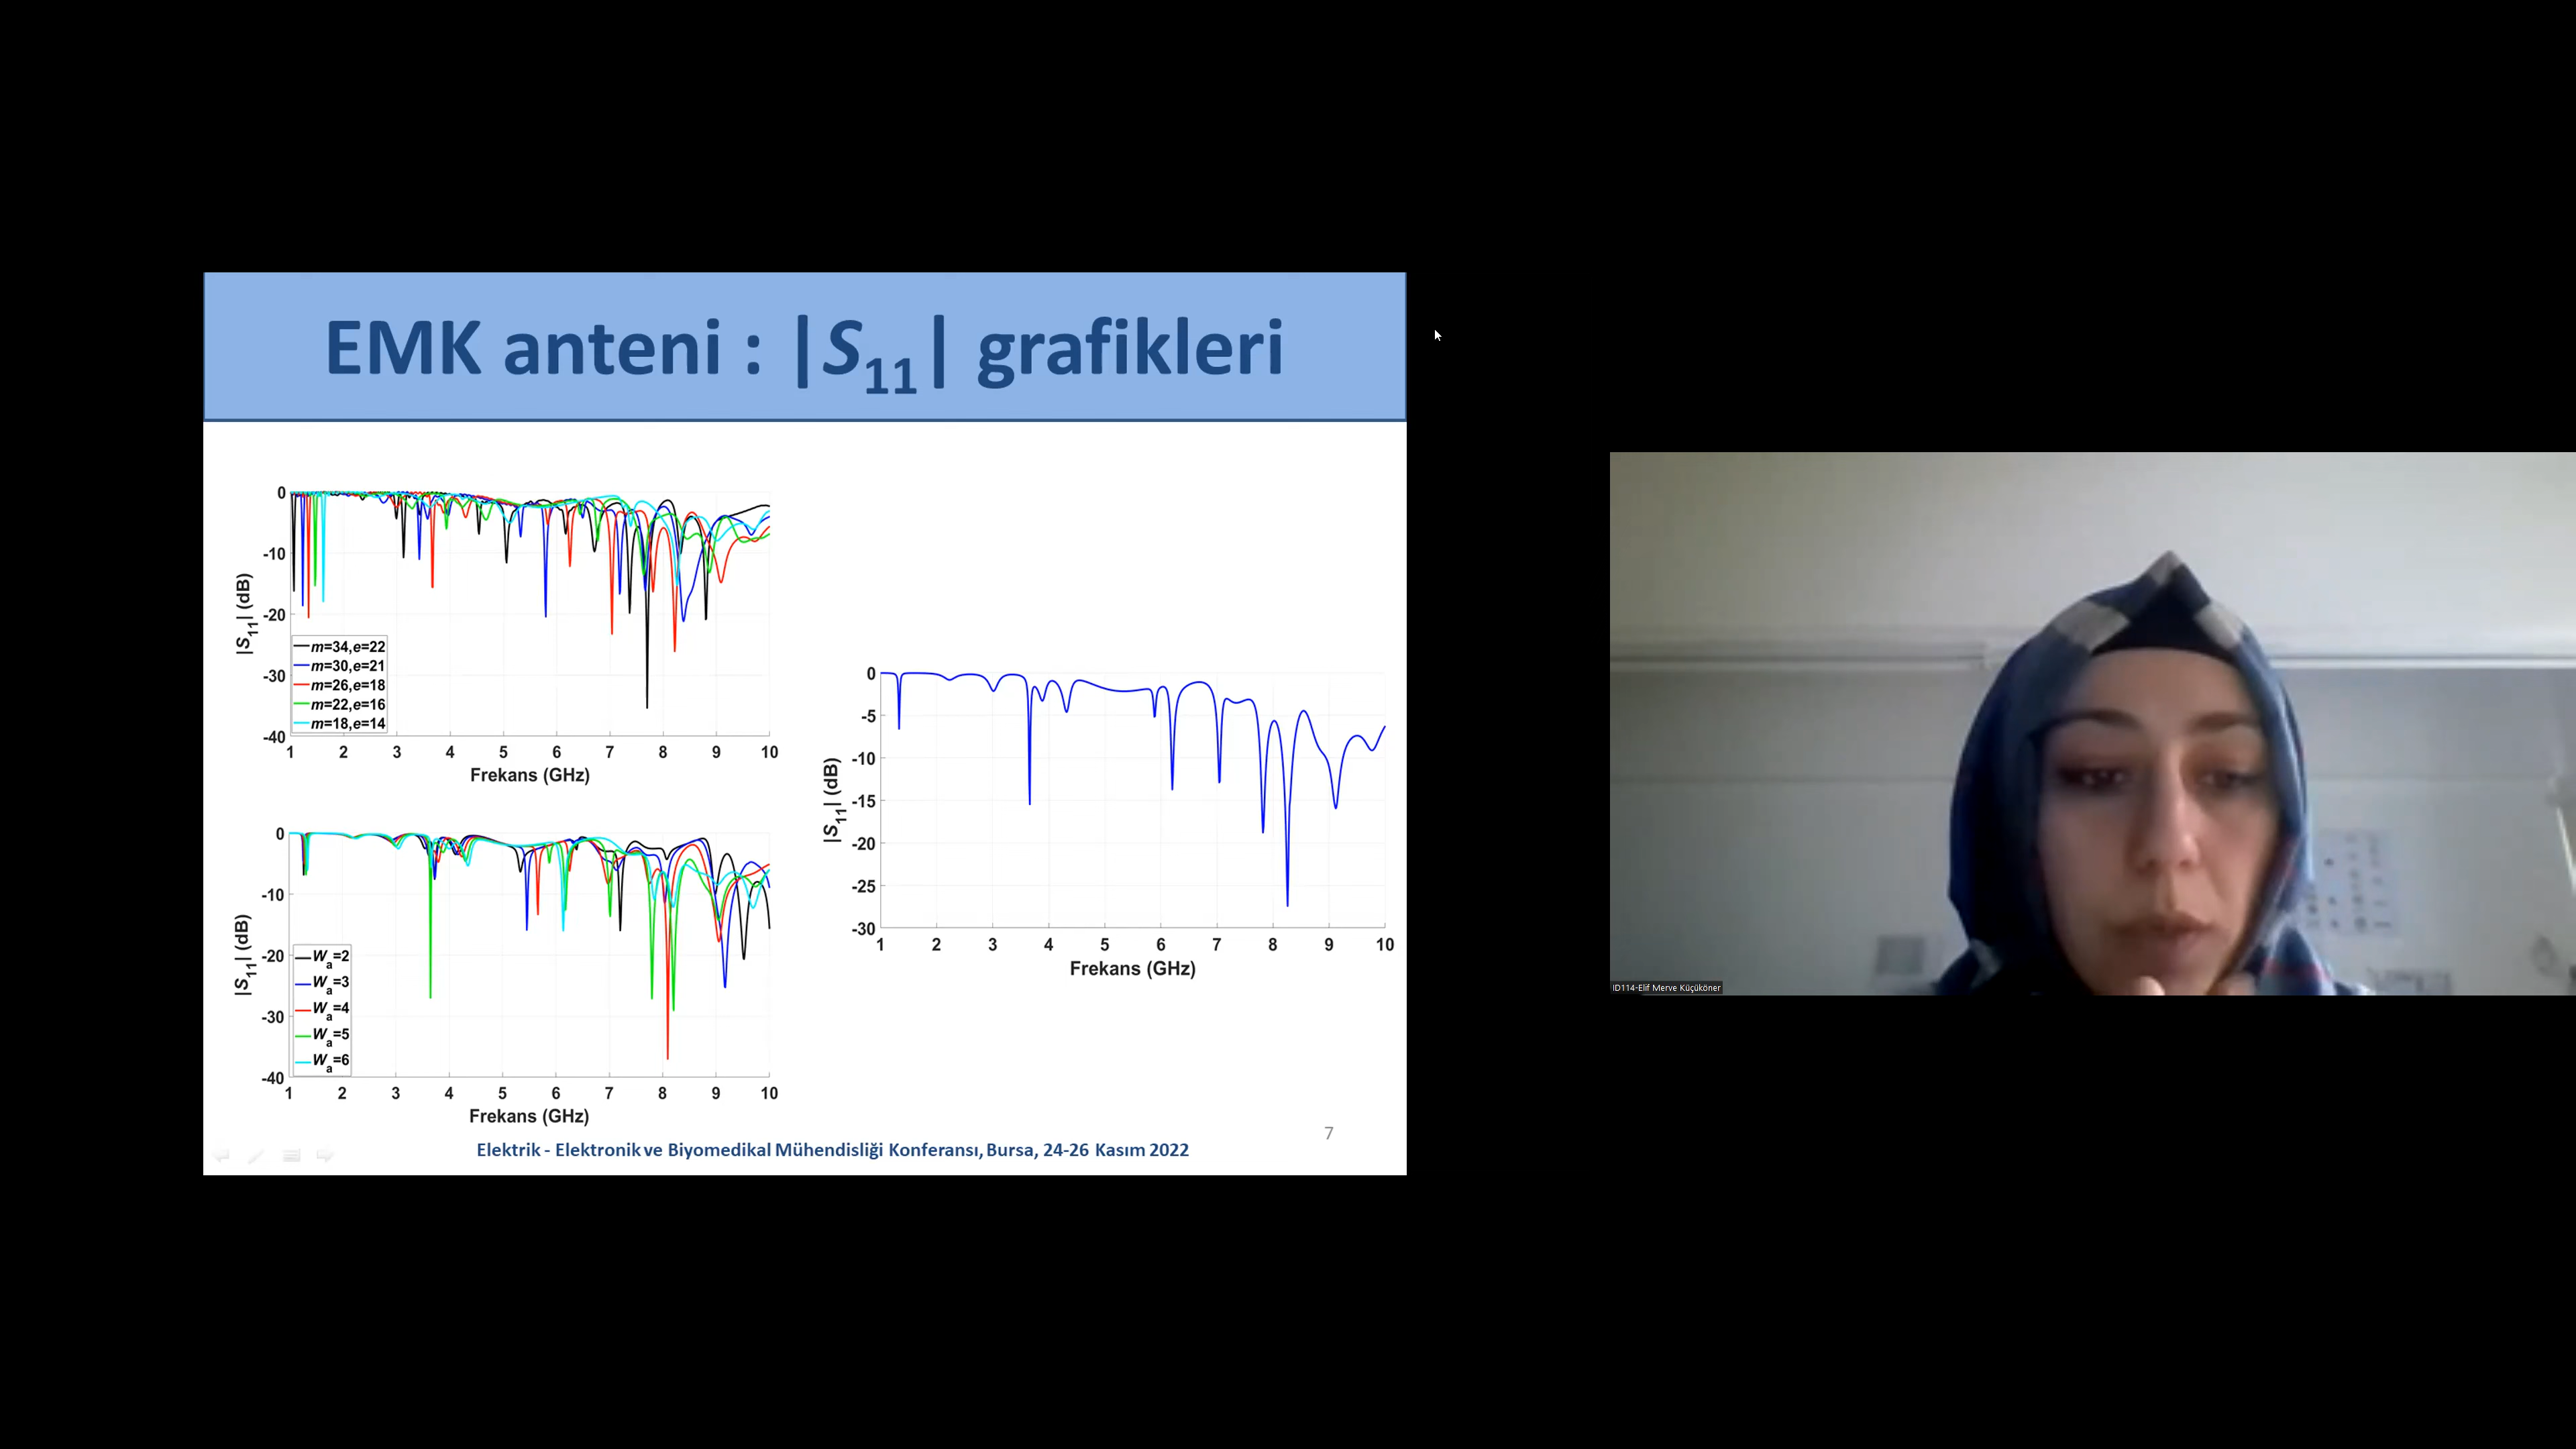 EMK anteni : |S11| grafikleri
0
-10
-20
-30
-40
|S11| (dB)
m=34,e=22
m=30,e=21
m=26,e=18
m=22,e=16
m=18,e=14
1 2 3 4 5 6 7 8 9 10
Frekans (GHz)
0
-10
-20
-30
-40
|S11| (dB)
Wa=2
Wa=3
Wa=4
Wa=5
Wa=6
1 2 3 4 5 6 7 8 9 10
Frekans (GHz)
0
-5
-10
-15
-20
-25
-30
|S11| (dB)
1 2 3 4 5 6 7 8 9 10
Frekans (GHz)
7
Elektrik - Elektronik ve Biyomedikal Mühendisliği Konferansı, Bursa, 24-26 Kasım 2022
ID114-Elif Merve Küçüköner